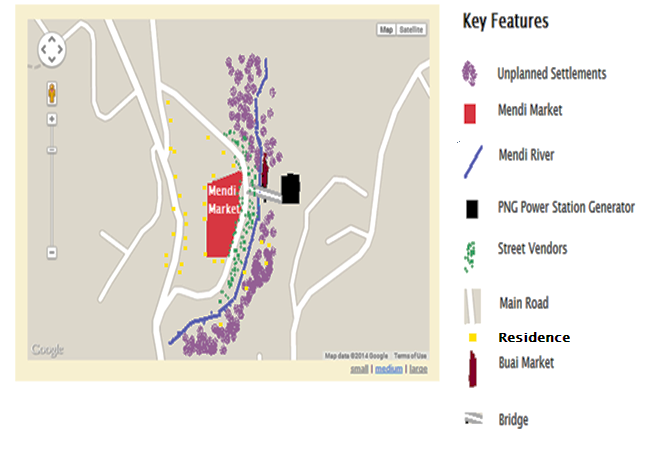 Key Features
Map
Satellite
Unplanned Settlements
Mendi Market
Mendi River
PNG Power Station Generator
Street Vendors
Main Road
Residence
Buai Market
Bridge
Mendi
Market
Google
Map data ©2014 Google
Terms of Use
small | medium | large